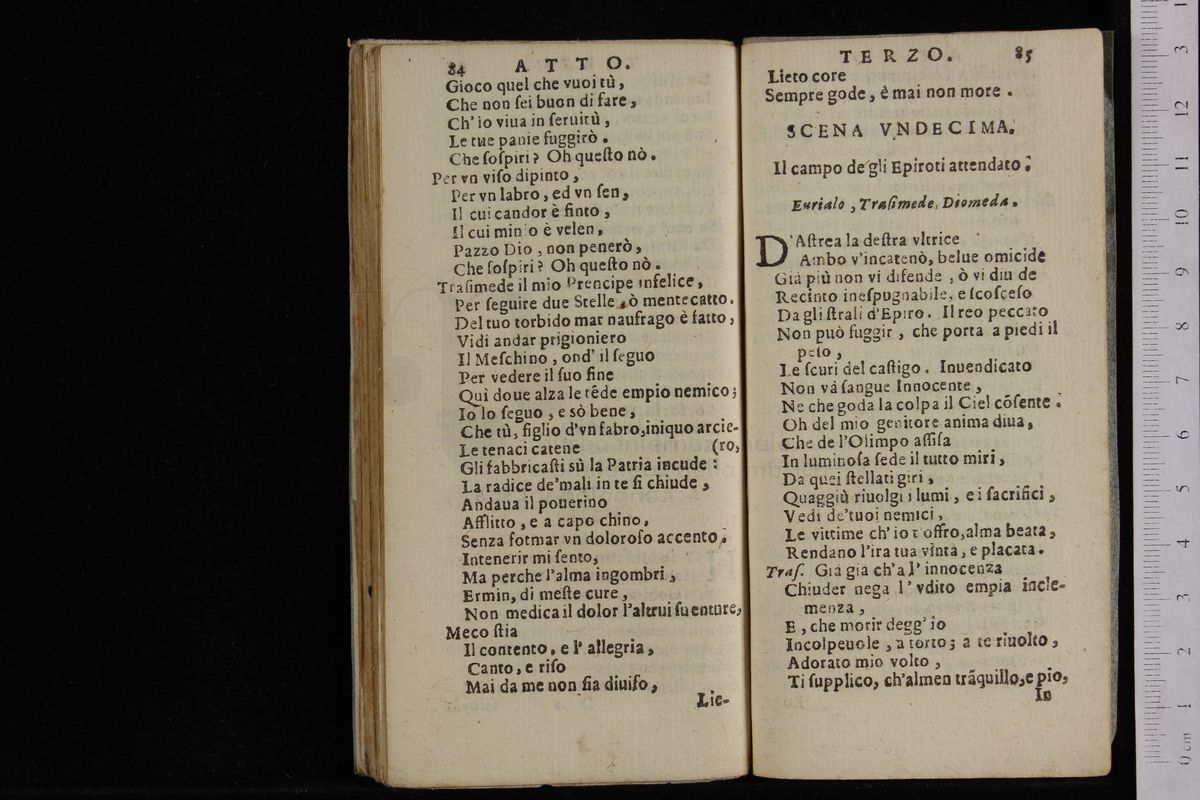 84 ATTO.
Gioco quel che vuoi tù,
Che non ſei buon di fare,
Ch'io viua in ſeruitù,
Le tue panie fuggirò.
Che ſoſpiri? Oh queſto nò.
Per vn viſo dipinto,
Per vn labro, ed vn ſen,
Il cui candor è finto,
Il cui minio è velen,
Pazzo Dio, non penerò,
Che ſoſpiri? Oh queſto nò.
Traſimede il mio Prencipe infelice,
Per ſeguire due Stelle, ò mentecatto.
Del tuo torbido mar naufrago è fatto,
Vidi andar prigioniero
Il Meſchino, ond' il ſeguo
Per vedere il ſuo fine
Quì doue alza le tẽde empio nemico;
Io lo ſeguo, e sò bene,
Che tù, figlio d'vn fabro, iniquo arcie-
Le tenaci catene (ro,
Gli fabbricaſti sù la Patria incude:
La radice de'mali in te ſi chiude,
Andaua il pouerino
Afflitto, e a capo chino,
Senza fotmar vn doloroſo accento,
Intenerir mi ſento,
Ma perche l'alma ingombri,
Ermin, di meſte cure,
Non medica il dolor l'altrui ſuenture,
Meco ſtia
Il contento, e l' allegria,
Canto, e riſo
Mai da me non ſia diuiſo,
Lie-
TERZO. 85
Lieto core
Sempre gode, è mai non more.
SCENA VNDECIMA.
Il campo de gli Epiroti attendato.
Eurialo, Traſimede, Diomeda.
D'Aſtrea la deſtra vltrice
Ambo v'incatenò, belue omicide
Già più non vi difende, ò vi diuide
Recinto ineſpugnabile, e ſcoſceſo
Da gli ſtrali d'Epiro. Il reo peccato
Non può fuggir, che porta a piedi il
peſo,
Le ſcuri del caſtigo. Inuendicato
Non và ſangue Innocente,
Ne che goda la colpa il Ciel cõſente.
Oh del mio genitore anima diua,
Che de l'Olimpo aſſiſa
In luminoſa ſede il tutto miri,
Da quei ſtellati giri,
Quaggiù riuolgi i lumi, e i ſacrifici,
Vedi de'tuoi nemici,
Le vittime ch'io t'offro, alma beata,
Rendano l'ira tua vinta, e placata.
Traſ. Già già ch'a l' innocenza
Chiuder nega l'vdito empia incle-
menza,
E, che morir degg' io
Incolpeuole, a torto; a te riuolto,
Adorato mio volto,
Ti ſupplico, ch'almen trãquillo, e pio,
In